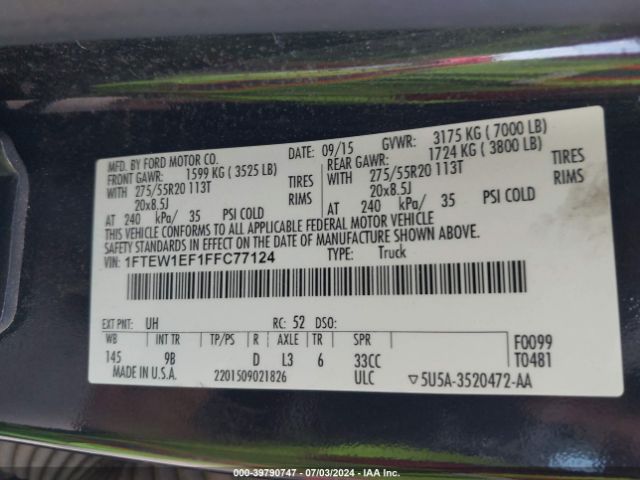 MFD. BY FORD MOTOR CO. DATE: 09/15 GVWR: 3175 KG ( 7000 LB)
FRONT GAWR: 1599 KG ( 3525 LB) REAR GAWR: 1724 KG ( 3800 LB)
WITH 275/55R20 113T TIRES WITH 275/55R20 113T TIRES
20x8.5J RIMS 20x8.5J RIMS
AT 240 kPa/ 35 PSI COLD AT 240 kPa/ 35 PSI COLD
THIS VEHICLE CONFORMS TO ALL APPLICABLE FEDERAL MOTOR VEHICLE
SAFETY STANDARDS IN EFFECT ON THE DATE OF MANUFACTURE SHOWN ABOVE.
VIN: 1FTEW1EF1FFC77124 TYPE: Truck
EXT PNT: UH RC: 52 DSO:
WB INT TR TP/PS R AXLE TR SPR F0099
145 9B D L3 6 33CC T0481
MADE IN U.S.A. 2201509021826 ULC ▽5U5A-3520472-AA
000-39790747 - 07/03/2024 - IAA Inc.